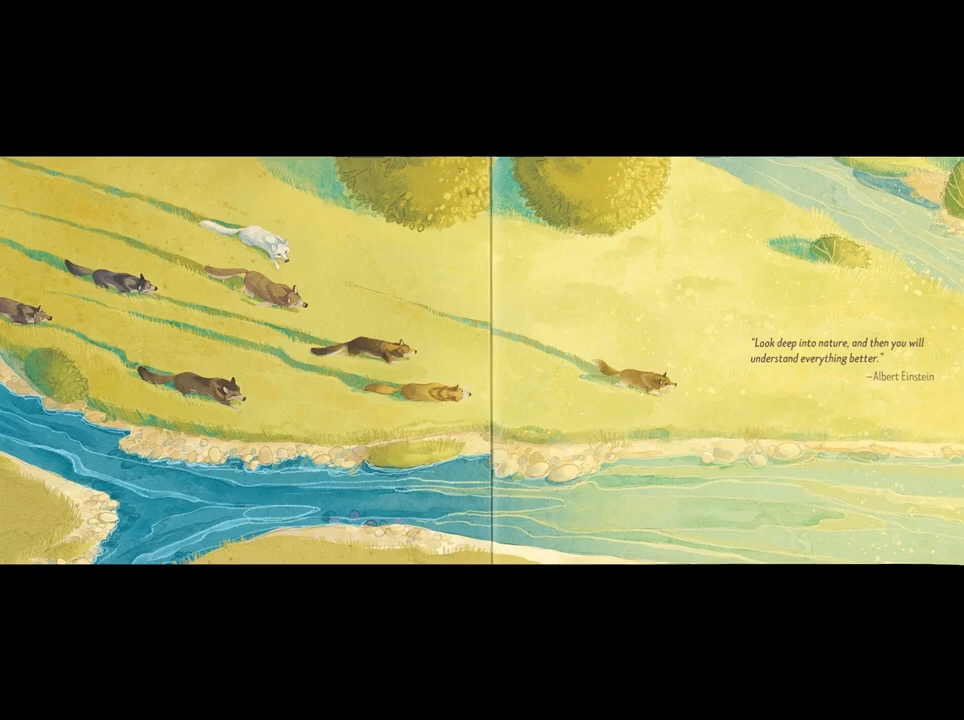 "Look deep into nature, and then you will
understand everything better."
—Albert Einstein